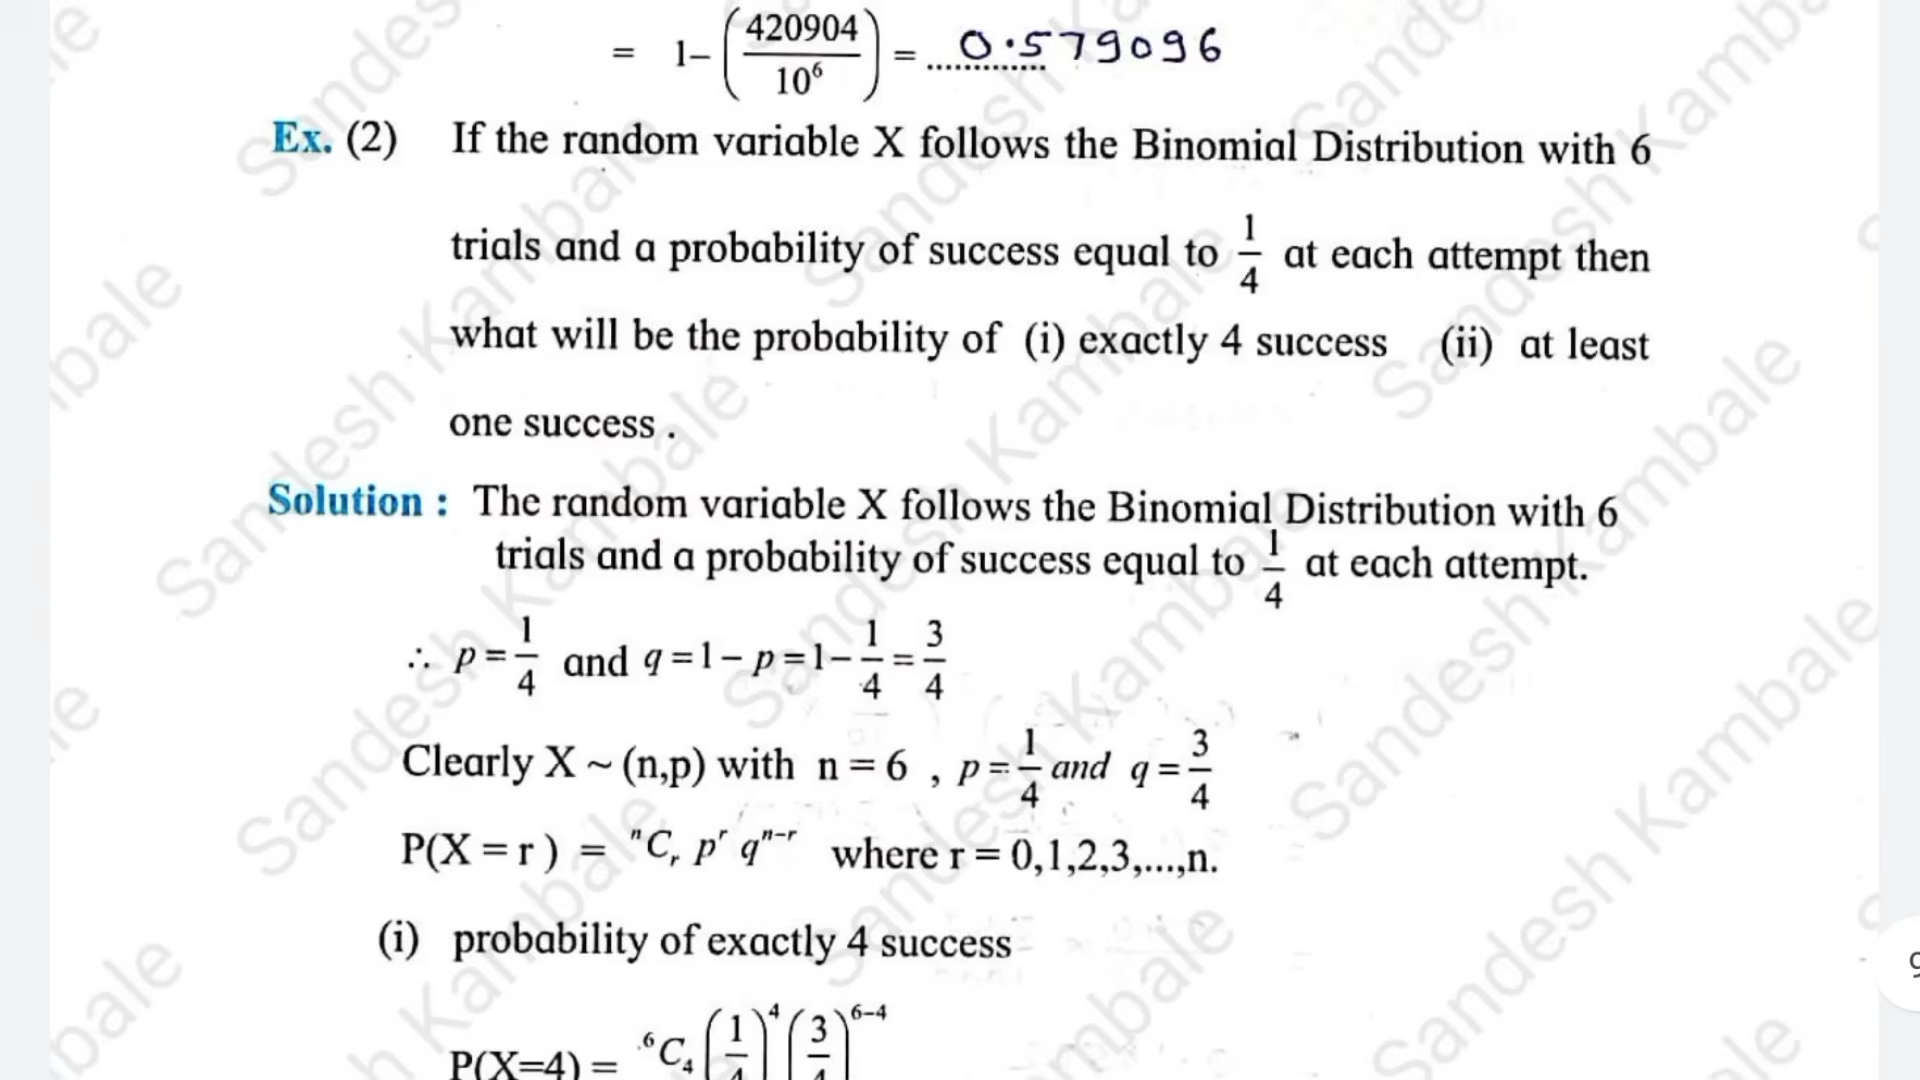 = 1–(420904/10⁶) = ............ 0.579096
Ex. (2) If the random variable X follows the Binomial Distribution with 6
trials and a probability of success equal to 1/4 at each attempt then
what will be the probability of (i) exactly 4 success (ii) at least
one success .
Solution : The random variable X follows the Binomial Distribution with 6
trials and a probability of success equal to 1/4 at each attempt.
∴ p = 1/4 and q = 1 – p = 1 – 1/4 = 3/4
Clearly X ~ (n,p) with n = 6 , p = 1/4 and q = 3/4
P(X = r ) = ⁿCᵣ pʳ qⁿ⁻ʳ where r = 0,1,2,3,...,n.
(i) probability of exactly 4 success
P(X=4) = ⁶C₄ (1/4)⁴ (3/4)⁶⁻⁴
Sandesh Kambale